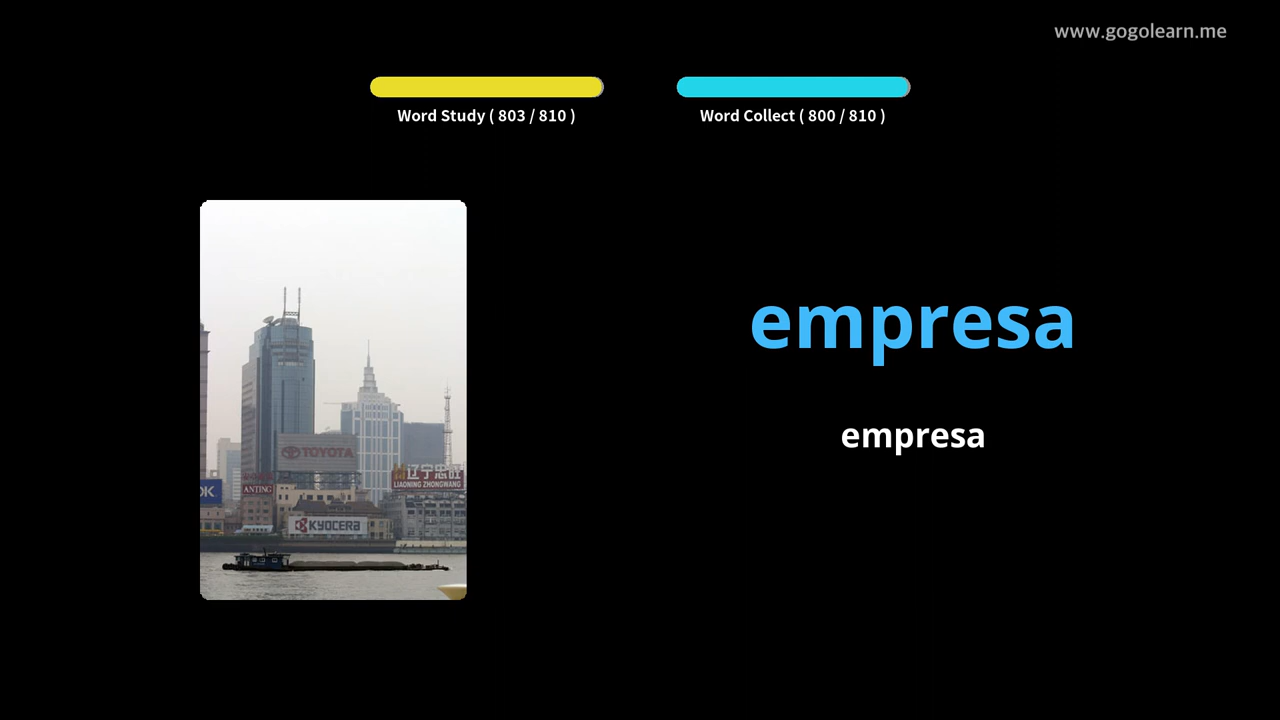 www.gogolearn.me
Word Study ( 803 / 810 )
Word Collect ( 800 / 810 )
empresa
empresa
TOYOTA
辽宁忠旺
LIAONING ZHONGWANG
OK
ANTING
KYOCERA